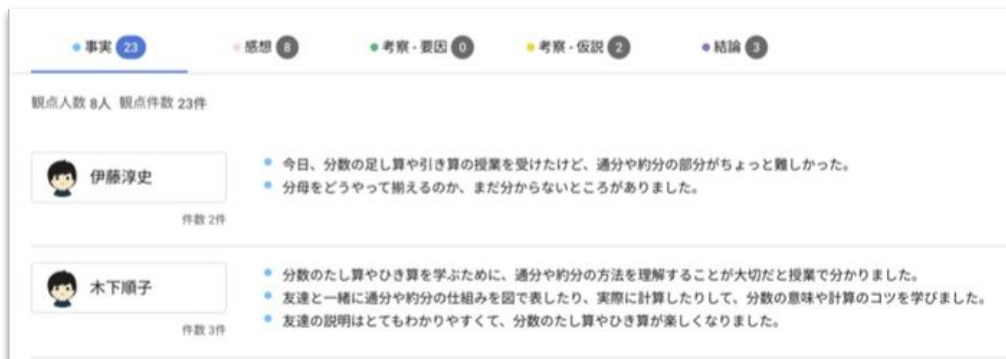 事実 23 感想 8 考察 - 要因 0 考察 - 仮説 2 結論 3
観点人数 8人 観点件数 23件
伊藤淳史
件数 2件
今日、分数の足し算や引き算の授業を受けたけど、通分や約分の部分がちょっと難しかった。
分母をどうやって揃えるのか、まだ分からないところがありました。
木下順子
件数 3件
分数のたし算やひき算を学ぶために、通分や約分の方法を理解することが大切だと授業で分かりました。
友達と一緒に通分や約分の仕組みを図で表したり、実際に計算したりして、分数の意味や計算のコツを学びました。
友達の説明はとてもわかりやすくて、分数のたし算やひき算が楽しくなりました。